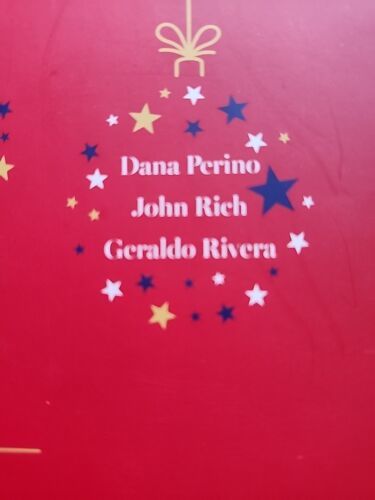 Dana Perino
John Rich
Geraldo Rivera